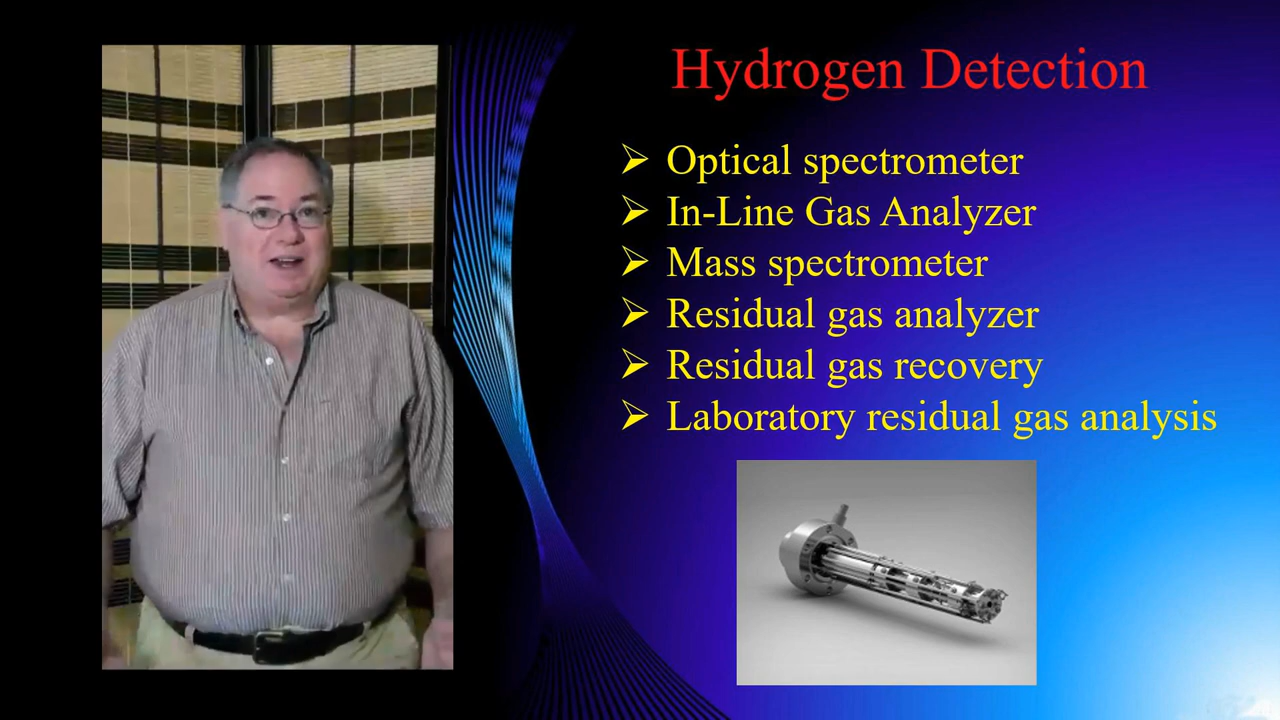 Hydrogen Detection
➢ Optical spectrometer
➢ In-Line Gas Analyzer
➢ Mass spectrometer
➢ Residual gas analyzer
➢ Residual gas recovery
➢ Laboratory residual gas analysis